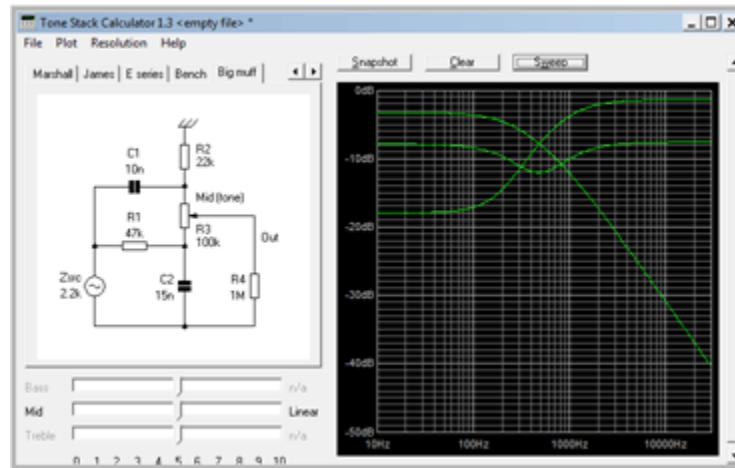 Tone Stack Calculator 1.3 <empty file> *
File Plot Resolution Help
Marshall James E series Bench Big muff
Snapshot Clear Sweep
C1
10n
R2
22k
Mid (tone)
R1
47k
R3
100k
Out
Zsrc
2.2k
C2
15n
R4
1M
Bass n/a
Mid Linear
Treble n/a
0 1 2 3 4 5 6 7 8 9 10
0dB
-10dB
-20dB
-30dB
-40dB
-50dB
10Hz 100Hz 1000Hz 10000Hz